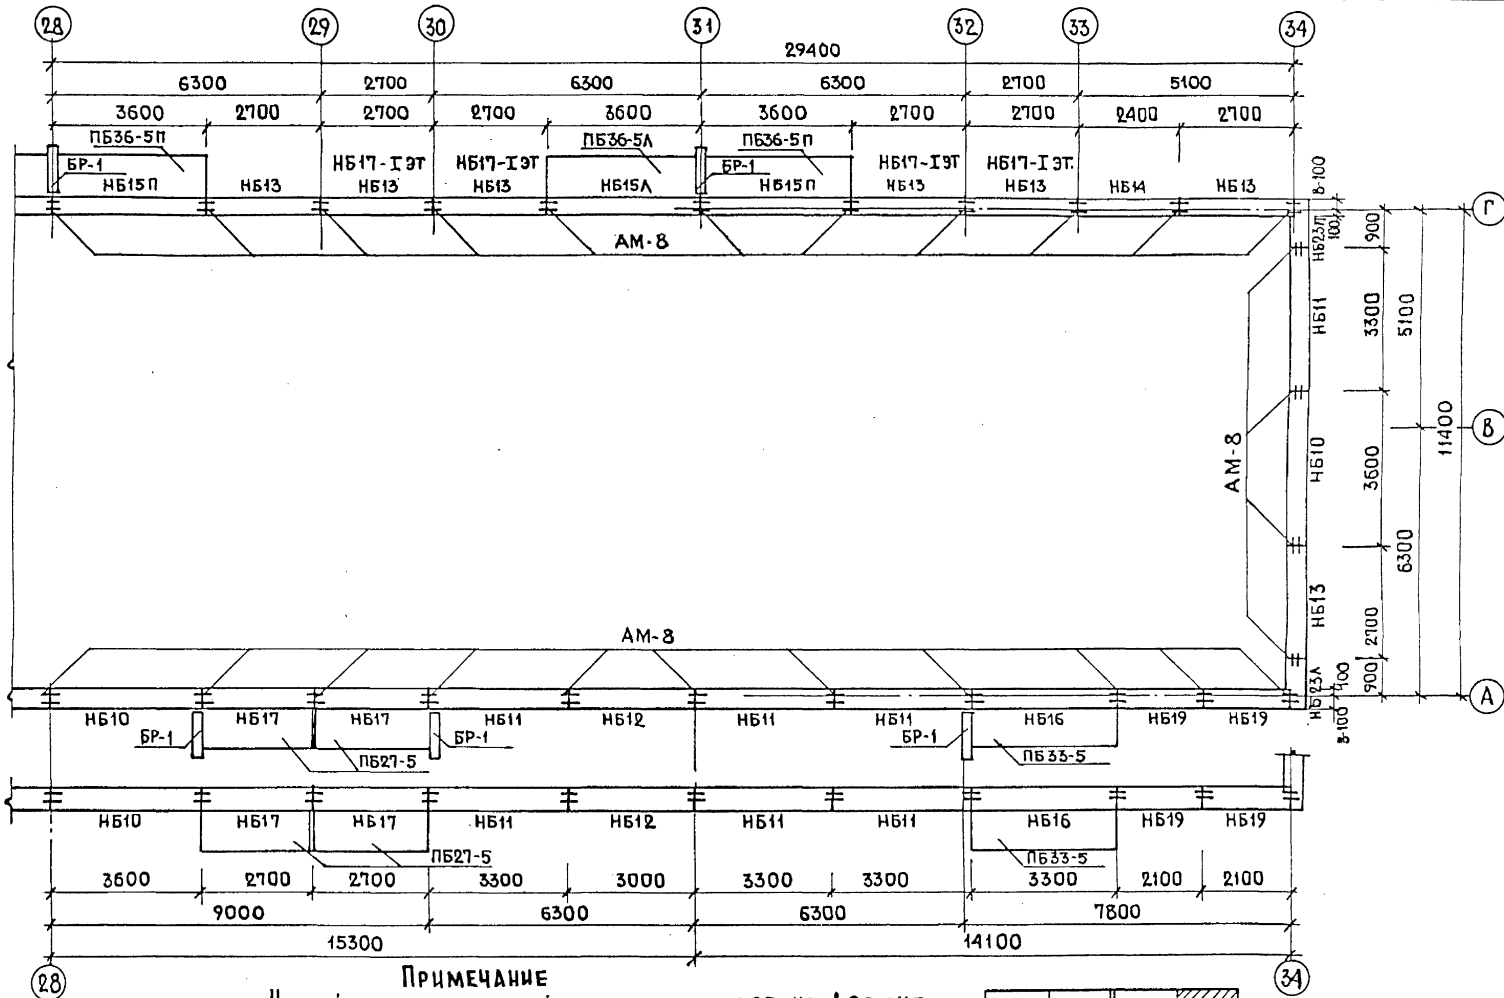 28 29 30 31 32 33 34
29400
6300 2700 6300 6300 2700 5100
3600 2700 2700 2700 3600 3600 2700 2700 2400 2700
ПБ36-5П ПБ36-5Л ПБ36-5П
БР-1 НБ17-IЭТ НБ17-IЭТ БР-1 НБ17-IЭТ НБ17-IЭТ.
НБ15П НБ13 НБ13 НБ13 НБ15Л НБ15П НБ13 НБ13 НБ14 НБ13
В-100
Г
НБ23П 100 900
АМ-8
НБ11 3300 5100
11400
В
АМ-8 НБ10 3600
6300
НБ13 2700
АМ-8
НБ23Л 100 900
А
В-100
НБ10 НБ17 НБ17 НБ11 НБ12 НБ11 НБ11 НБ16 НБ19 НБ19
БР-1 БР-1 БР-1
ПБ27-5 ПБ33-5
НБ10 НБ17 НБ17 НБ11 НБ12 НБ11 НБ11 НБ16 НБ19 НБ19
ПБ27-5 ПБ33-5
3600 2700 2700 3300 3000 3300 3300 3300 2100 2100
9000 6300 6300 7800
15300 14100
28 34
ПРИМЕЧАНИЕ